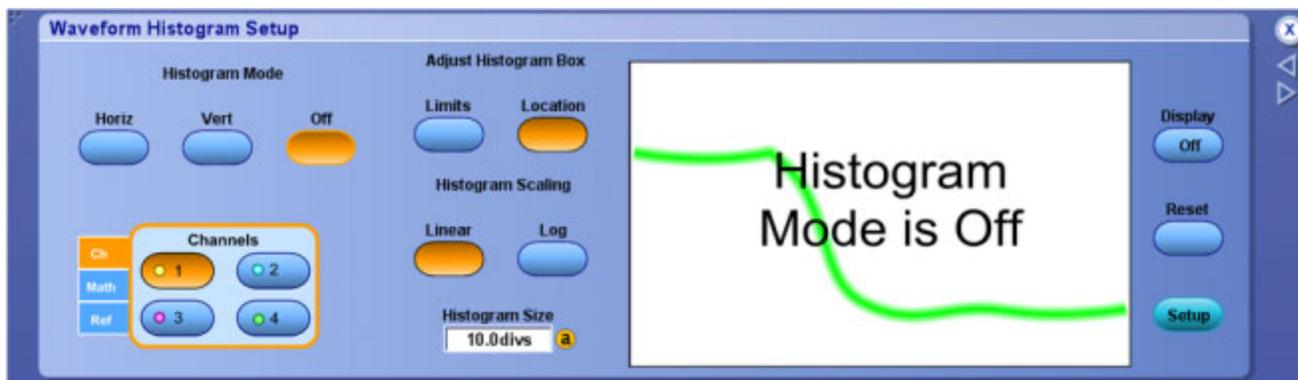 Waveform Histogram Setup
X
Histogram Mode
Horiz Vert Off
Ch
Math
Ref
Channels
1 2
3 4
Adjust Histogram Box
Limits Location
Histogram Scaling
Linear Log
Histogram Size
10.0divs a
Histogram
Mode is Off
Display
Off
Reset
Setup